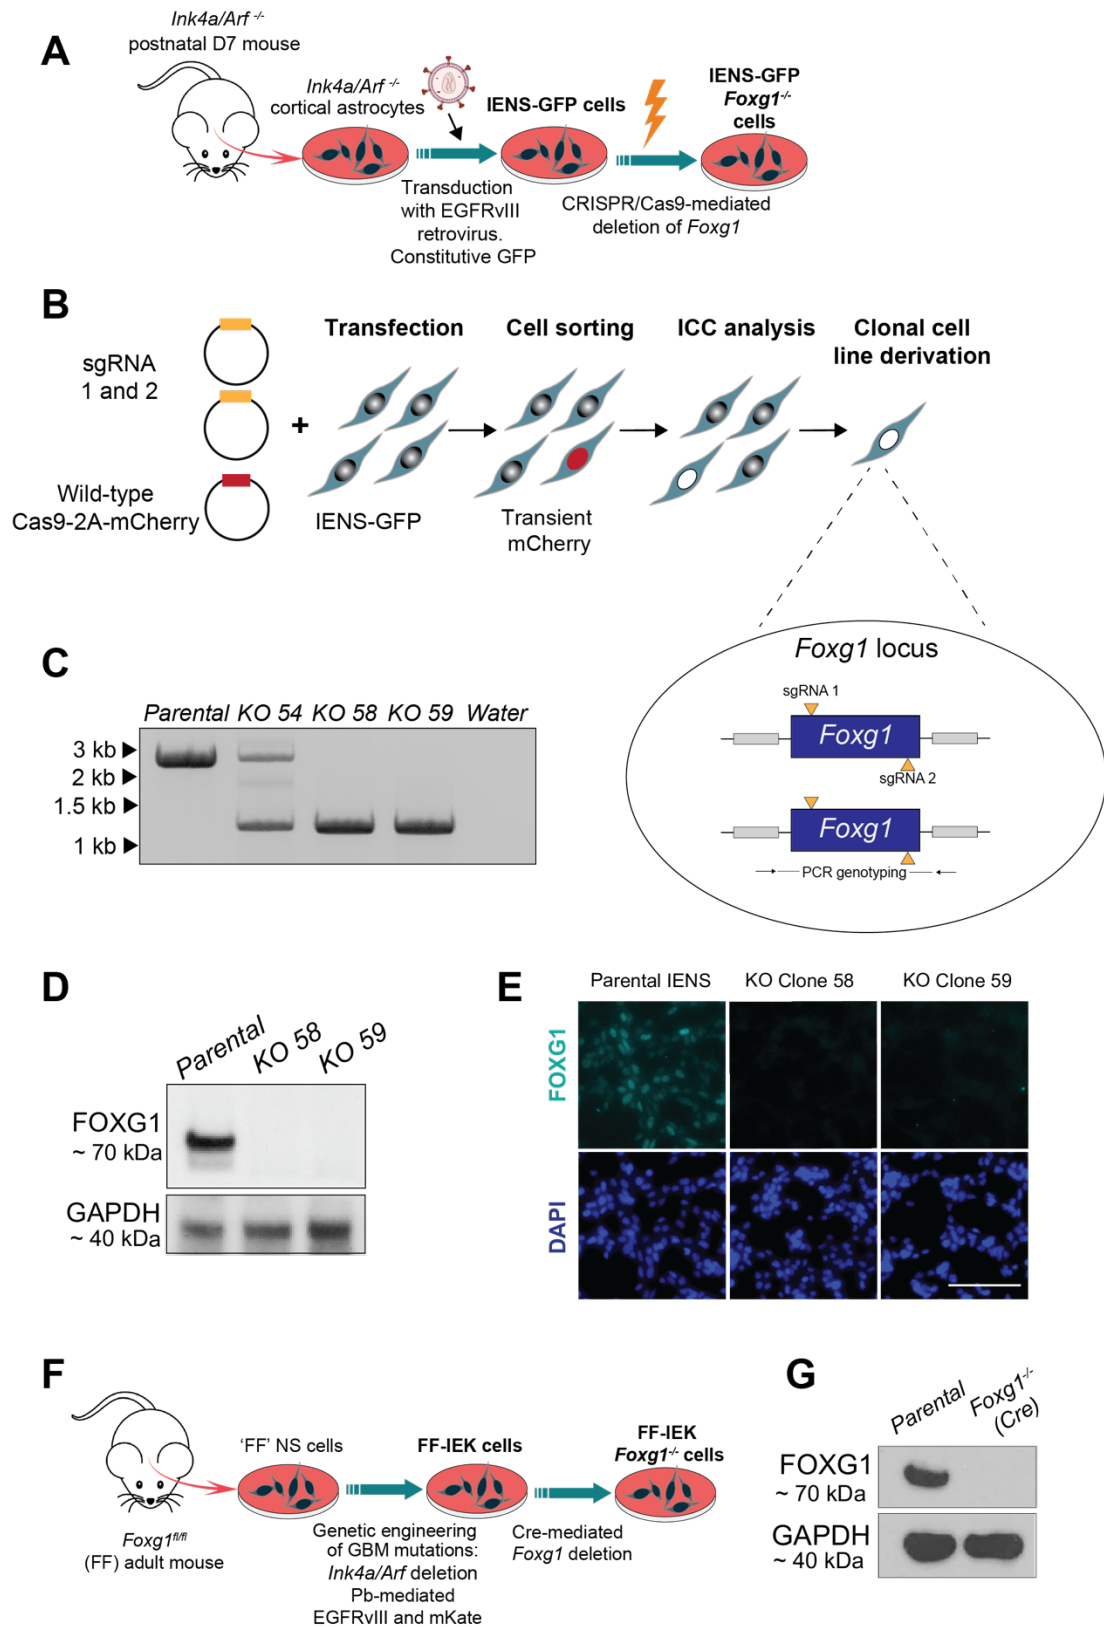 A
Ink4a/Arf -/-
postnatal D7 mouse
Ink4a/Arf -/-
cortical astrocytes
IENS-GFP cells
IENS-GFP
Foxg1-/-
cells
Transduction
with EGFRvIII
retrovirus.
Constitutive GFP
CRISPR/Cas9-mediated
deletion of Foxg1
B
sgRNA
1 and 2
Wild-type
Cas9-2A-mCherry
+
Transfection
Cell sorting
ICC analysis
Clonal cell
line derivation
IENS-GFP
Transient
mCherry
Foxg1 locus
sgRNA 1
Foxg1
sgRNA 2
Foxg1
PCR genotyping
C
Parental KO 54 KO 58 KO 59 Water
3 kb
2 kb
1.5 kb
1 kb
D
Parental
KO 58
KO 59
FOXG1
~ 70 kDa
GAPDH
~ 40 kDa
E
Parental IENS KO Clone 58 KO Clone 59
FOXG1
DAPI
F
Foxg1fl/fl
(FF) adult mouse
'FF' NS cells
FF-IEK cells
FF-IEK
Foxg1-/- cells
Genetic engineering
of GBM mutations:
Ink4a/Arf deletion
Pb-mediated
EGFRvIII and mKate
Cre-mediated
Foxg1 deletion
G
Parental
Foxg1-/-
(Cre)
FOXG1
~ 70 kDa
GAPDH
~ 40 kDa